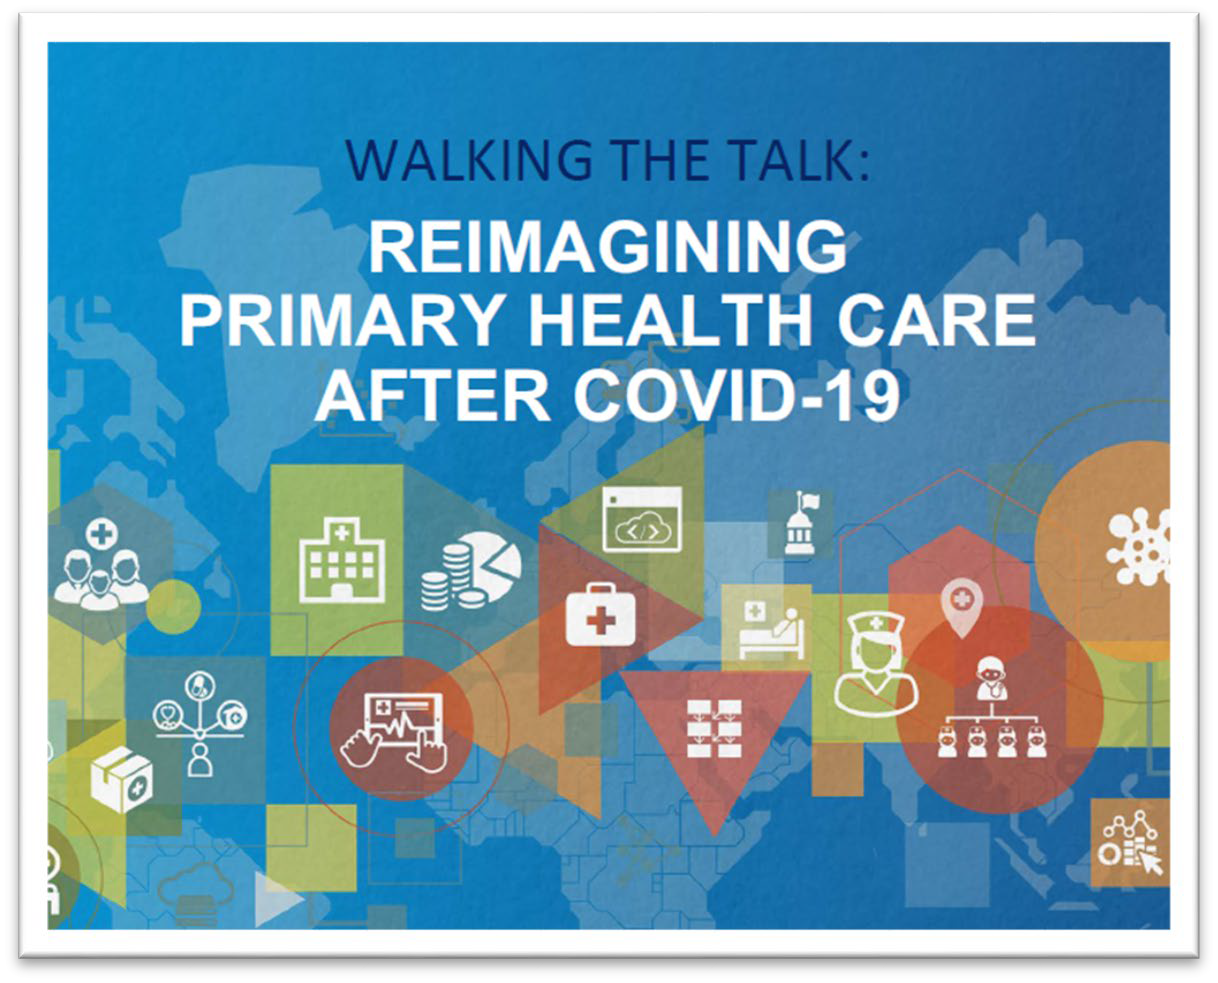 WALKING THE TALK:
REIMAGINING
PRIMARY HEALTH CARE
AFTER COVID-19